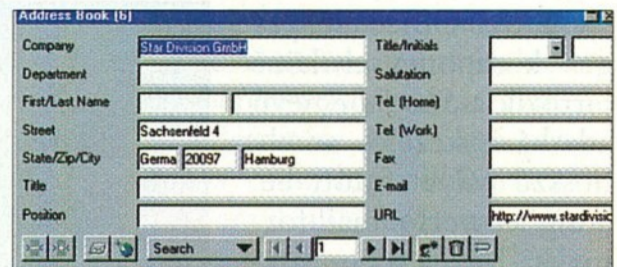 Address Book (6)
Company Star Division GmbH Title/Initials
Department Salutation
First/Last Name Tel. (Home)
Street Sachsenfeld 4 Tel. (Work)
State/Zip/City Germa 20097 Hamburg Fax
Title E-mail
Position URL http://www.stardivisic
Search 1